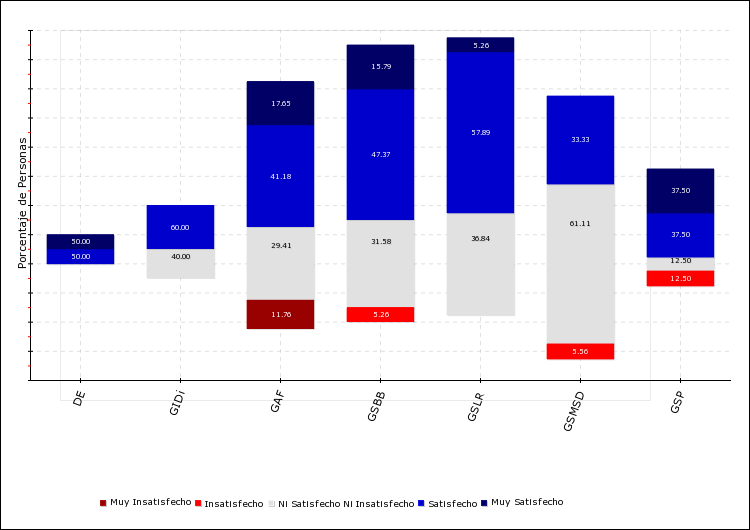 Porcentaje de Personas
5.26
15.79
17.65
33.33
57.89
47.37
41.18
37.50
60.00
61.11
37.50
50.00
36.84
31.58
29.41
50.00
40.00
12.50
12.50
11.76
5.26
5.56
DE
GIDi
GAF
GSBB
GSLR
GSMSD
GSP
Muy Insatisfecho Insatisfecho Ni Satisfecho Ni Insatisfecho Satisfecho Muy Satisfecho